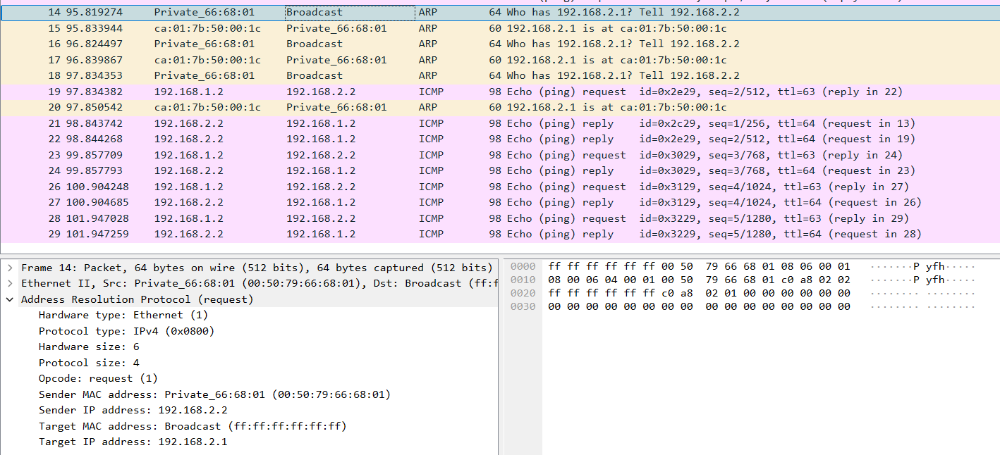 14 95.819274 Private_66:68:01 Broadcast ARP 64 Who has 192.168.2.1? Tell 192.168.2.2
15 95.833944 ca:01:7b:50:00:1c Private_66:68:01 ARP 60 192.168.2.1 is at ca:01:7b:50:00:1c
16 96.824497 Private_66:68:01 Broadcast ARP 64 Who has 192.168.2.1? Tell 192.168.2.2
17 96.839867 ca:01:7b:50:00:1c Private_66:68:01 ARP 60 192.168.2.1 is at ca:01:7b:50:00:1c
18 97.834353 Private_66:68:01 Broadcast ARP 64 Who has 192.168.2.1? Tell 192.168.2.2
19 97.834382 192.168.1.2 192.168.2.2 ICMP 98 Echo (ping) request id=0x2e29, seq=2/512, ttl=63 (reply in 22)
20 97.850542 ca:01:7b:50:00:1c Private_66:68:01 ARP 60 192.168.2.1 is at ca:01:7b:50:00:1c
21 98.843742 192.168.2.2 192.168.1.2 ICMP 98 Echo (ping) reply id=0x2c29, seq=1/256, ttl=64 (request in 13)
22 98.844268 192.168.2.2 192.168.1.2 ICMP 98 Echo (ping) reply id=0x2e29, seq=2/512, ttl=64 (request in 19)
23 99.857709 192.168.1.2 192.168.2.2 ICMP 98 Echo (ping) request id=0x3029, seq=3/768, ttl=63 (reply in 24)
24 99.857793 192.168.2.2 192.168.1.2 ICMP 98 Echo (ping) reply id=0x3029, seq=3/768, ttl=64 (request in 23)
26 100.904248 192.168.1.2 192.168.2.2 ICMP 98 Echo (ping) request id=0x3129, seq=4/1024, ttl=63 (reply in 27)
27 100.904685 192.168.2.2 192.168.1.2 ICMP 98 Echo (ping) reply id=0x3129, seq=4/1024, ttl=64 (request in 26)
28 101.947028 192.168.1.2 192.168.2.2 ICMP 98 Echo (ping) request id=0x3229, seq=5/1280, ttl=63 (reply in 29)
29 101.947259 192.168.2.2 192.168.1.2 ICMP 98 Echo (ping) reply id=0x3229, seq=5/1280, ttl=64 (request in 28)
Frame 14: Packet, 64 bytes on wire (512 bits), 64 bytes captured (512 bits)
Ethernet II, Src: Private_66:68:01 (00:50:79:66:68:01), Dst: Broadcast (ff:f
Address Resolution Protocol (request)
Hardware type: Ethernet (1)
Protocol type: IPv4 (0x0800)
Hardware size: 6
Protocol size: 4
Opcode: request (1)
Sender MAC address: Private_66:68:01 (00:50:79:66:68:01)
Sender IP address: 192.168.2.2
Target MAC address: Broadcast (ff:ff:ff:ff:ff:ff)
Target IP address: 192.168.2.1
0000 ff ff ff ff ff ff 00 50 79 66 68 01 08 06 00 01 ·······P yfh·····
0010 08 00 06 04 00 01 00 50 79 66 68 01 c0 a8 02 02 ·······P yfh·····
0020 ff ff ff ff ff ff c0 a8 02 01 00 00 00 00 00 00 ········ ········
0030 00 00 00 00 00 00 00 00 00 00 00 00 00 00 00 00 ········ ········